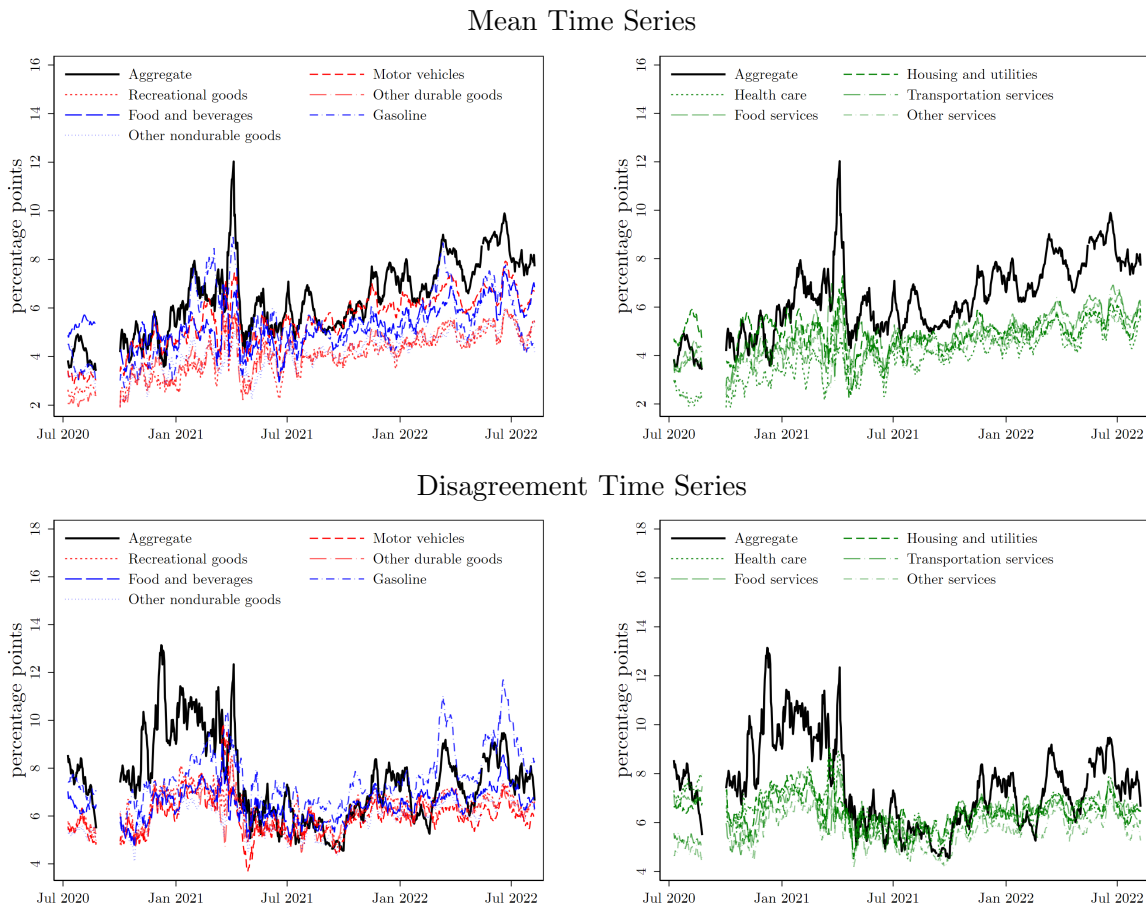 Mean Time Series
percentage points
16
14
12
10
8
6
4
2
Aggregate
Recreational goods
Food and beverages
Other nondurable goods
Motor vehicles
Other durable goods
Gasoline
Jul 2020 Jan 2021 Jul 2021 Jan 2022 Jul 2022
percentage points
16
14
12
10
8
6
4
2
Aggregate
Health care
Food services
Housing and utilities
Transportation services
Other services
Jul 2020 Jan 2021 Jul 2021 Jan 2022 Jul 2022
Disagreement Time Series
percentage points
18
16
14
12
10
8
6
4
Aggregate
Recreational goods
Food and beverages
Other nondurable goods
Motor vehicles
Other durable goods
Gasoline
Jul 2020 Jan 2021 Jul 2021 Jan 2022 Jul 2022
percentage points
18
16
14
12
10
8
6
4
Aggregate
Health care
Food services
Housing and utilities
Transportation services
Other services
Jul 2020 Jan 2021 Jul 2021 Jan 2022 Jul 2022